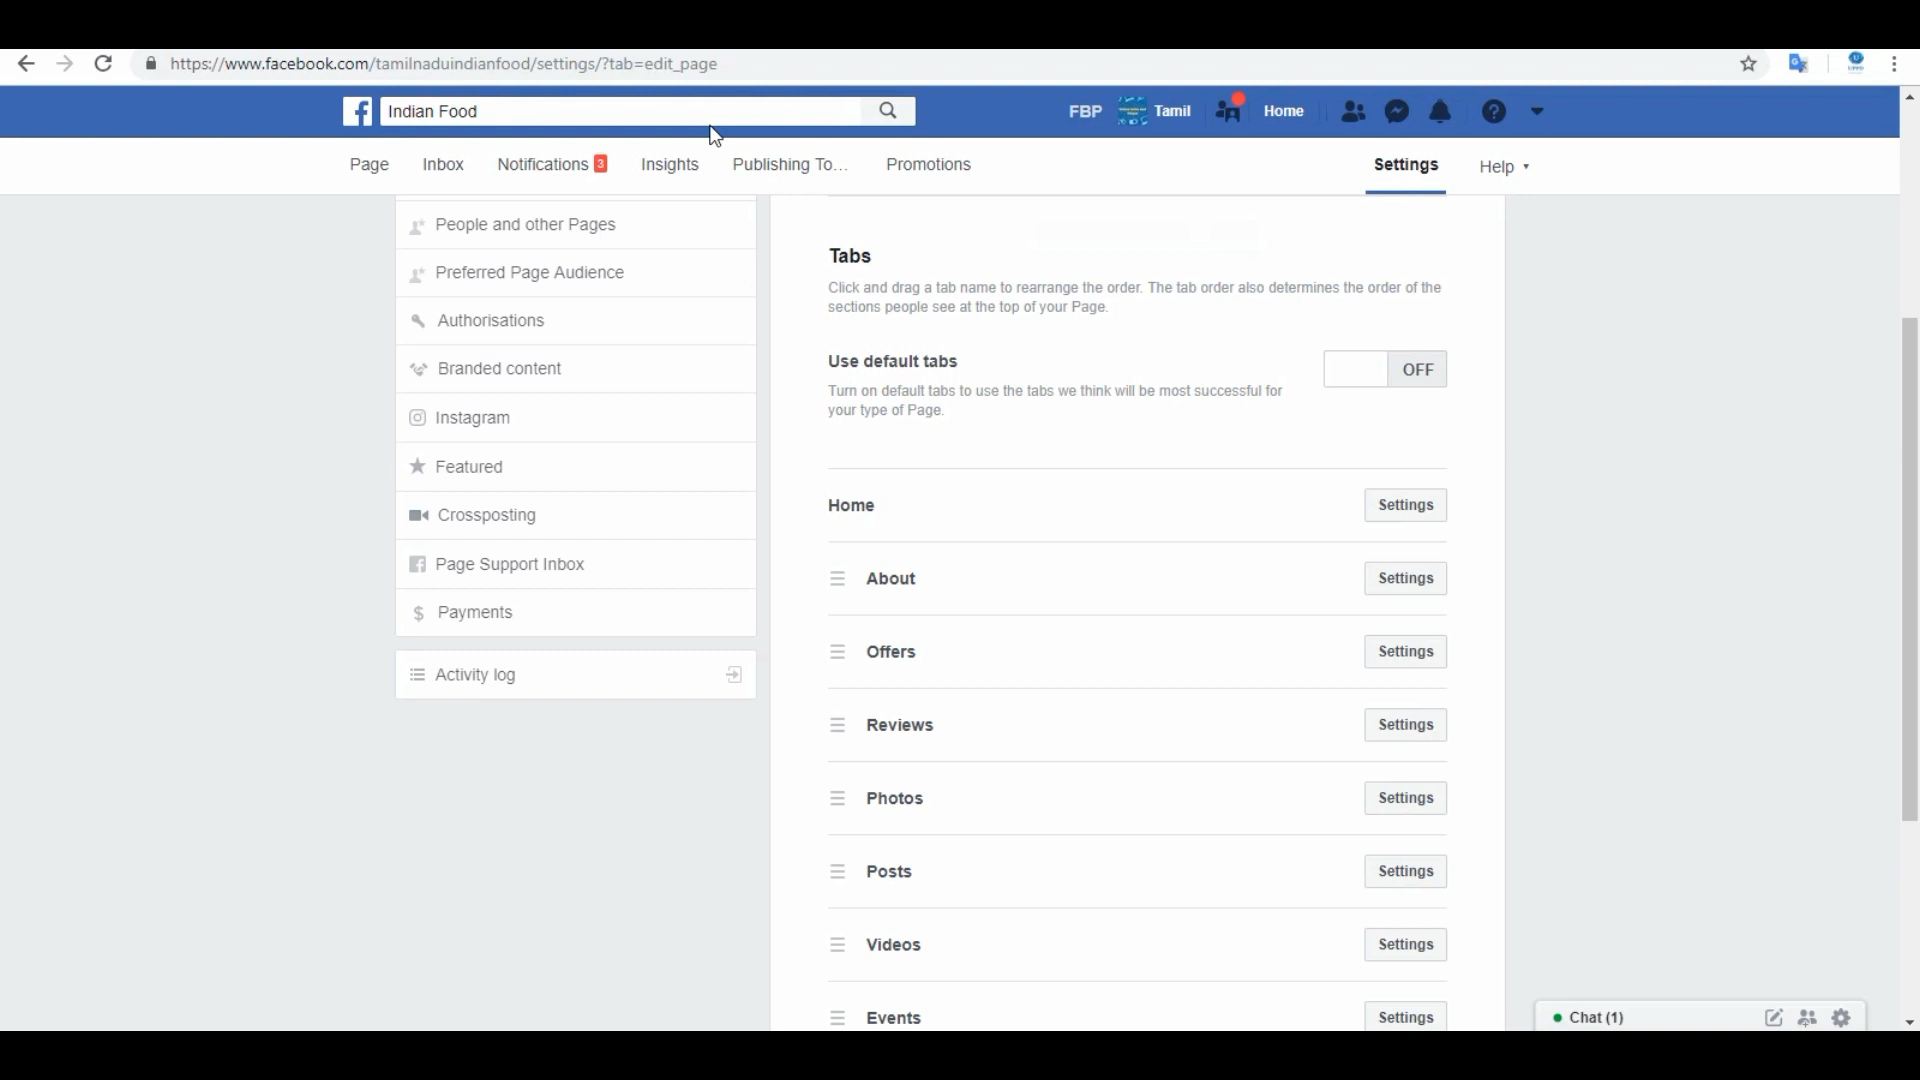 https://www.facebook.com/tamilnaduindianfood/settings/?tab=edit_page
Indian Food
FBP Tamil Home
Page Inbox Notifications 3 Insights Publishing To... Promotions Settings Help
People and other Pages
Preferred Page Audience
Authorisations
Branded content
Instagram
Featured
Crossposting
Page Support Inbox
$ Payments
Activity log
Tabs
Click and drag a tab name to rearrange the order. The tab order also determines the order of the
sections people see at the top of your Page.
Use default tabs
OFF
Turn on default tabs to use the tabs we think will be most successful for
your type of Page.
Home Settings
About Settings
Offers Settings
Reviews Settings
Photos Settings
Posts Settings
Videos Settings
Events Settings
Chat (1)